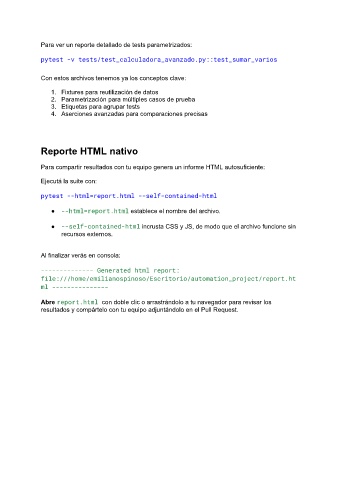 Para ver un reporte detallado de tests parametrizados:
pytest -v tests/test_calculadora_avanzado.py::test_sumar_varios
Con estos archivos tenemos ya los conceptos clave:
1. Fixtures para reutilización de datos
2. Parametrización para múltiples casos de prueba
3. Etiquetas para agrupar tests
4. Aserciones avanzadas para comparaciones precisas
Reporte HTML nativo
Para compartir resultados con tu equipo genera un informe HTML autosuficiente:
Ejecutá la suite con:
pytest --html=report.html --self-contained-html
● --html=report.html establece el nombre del archivo.
● --self-contained-html incrusta CSS y JS, de modo que el archivo funcione sin
recursos externos.
Al finalizar verás en consola:
-------------- Generated html report:
file:///home/emilianospinoso/Escritorio/automation_project/report.ht
ml ---------------
Abre report.html con doble clic o arrastrándolo a tu navegador para revisar los
resultados y compártelo con tu equipo adjuntándolo en el Pull Request.